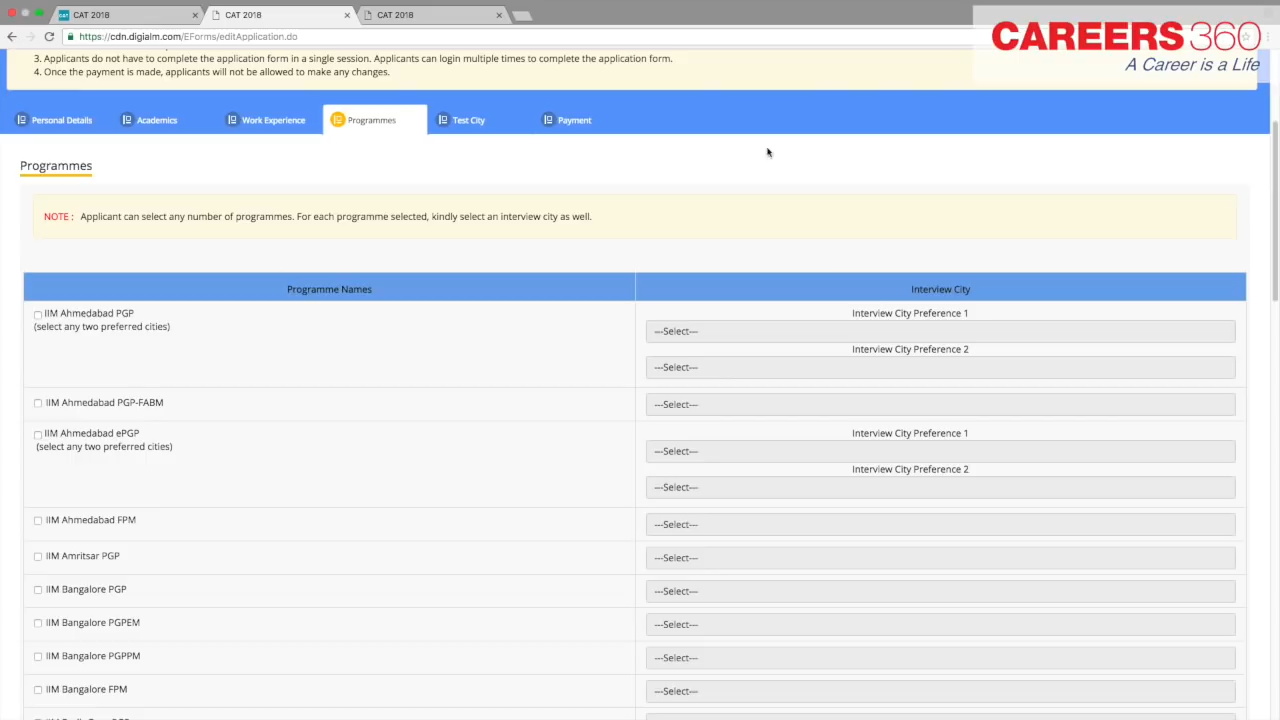 CAT 2018
CAT 2018
CAT 2018
https://cdn.digialm.com/EForms/editApplication.do
CAREERS360
A Career is a Life
3. Applicants do not have to complete the application form in a single session. Applicants can login multiple times to complete the application form.
4. Once the payment is made, applicants will not be allowed to make any changes.
Personal Details
Academics
Work Experience
Programmes
Test City
Payment
Programmes
NOTE : Applicant can select any number of programmes. For each programme selected, kindly select an interview city as well.
Programme Names
Interview City
IIM Ahmedabad PGP
(select any two preferred cities)
Interview City Preference 1
---Select---
Interview City Preference 2
---Select---
IIM Ahmedabad PGP-FABM
---Select---
IIM Ahmedabad ePGP
(select any two preferred cities)
Interview City Preference 1
---Select---
Interview City Preference 2
---Select---
IIM Ahmedabad FPM
---Select---
IIM Amritsar PGP
---Select---
IIM Bangalore PGP
---Select---
IIM Bangalore PGPEM
---Select---
IIM Bangalore PGPPM
---Select---
IIM Bangalore FPM
---Select---